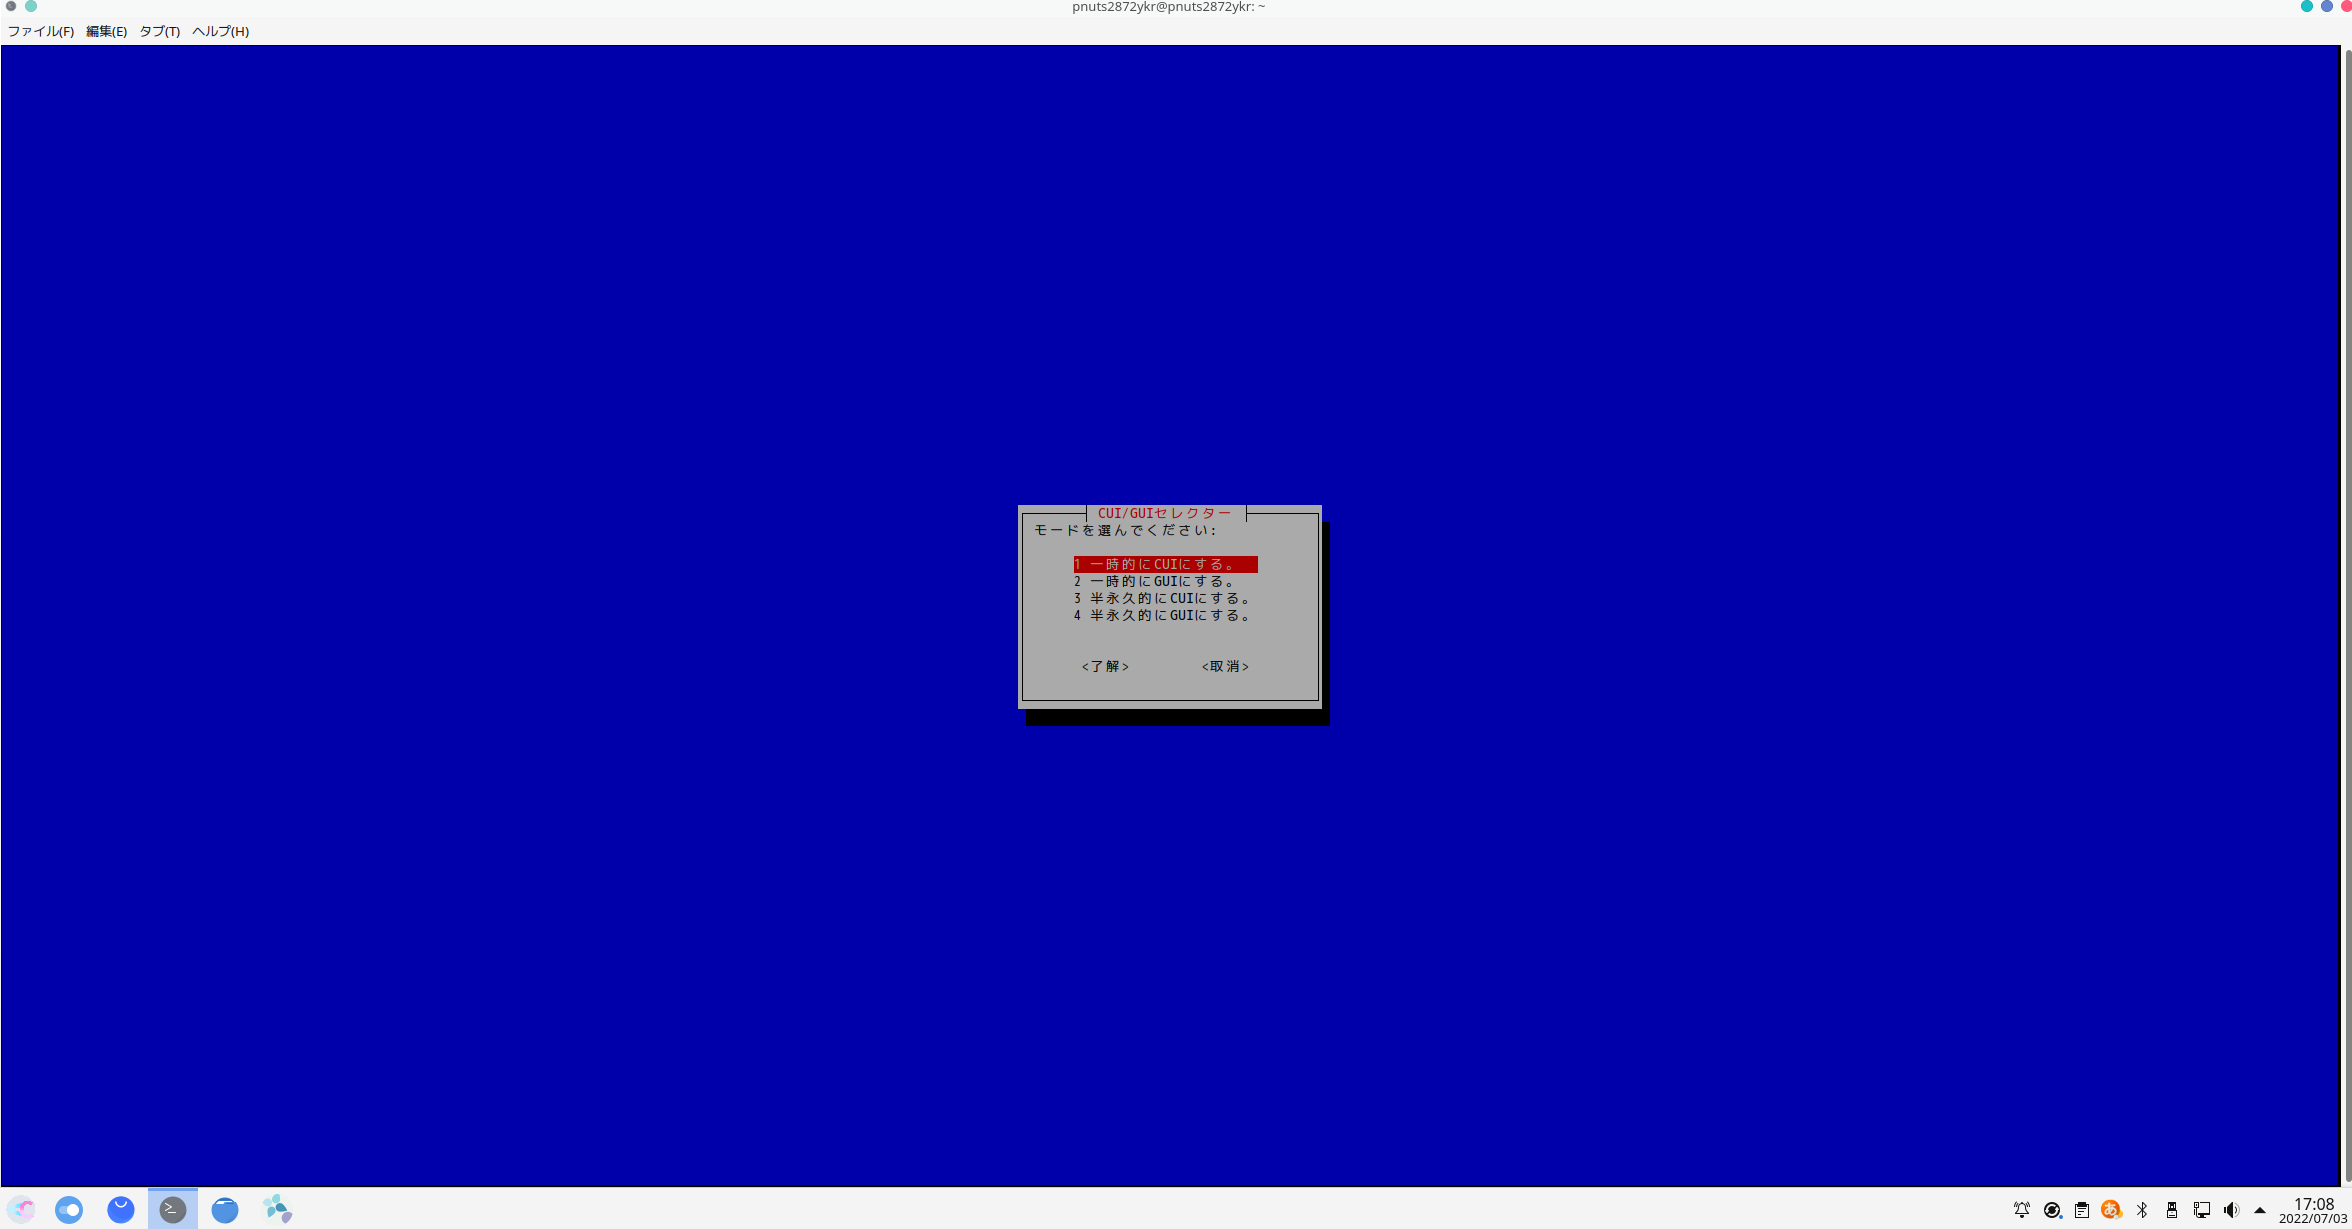 pnuts2872ykr@pnuts2872ykr: ~
ファイル(F) 編集(E) タブ(T) ヘルプ(H)
CUI/GUIセレクター
モードを選んでください:
1 一時的にCUIにする。
2 一時的にGUIにする。
3 半永久的にCUIにする。
4 半永久的にGUIにする。
<了解> <取消>
あ
17:08
2022/07/03